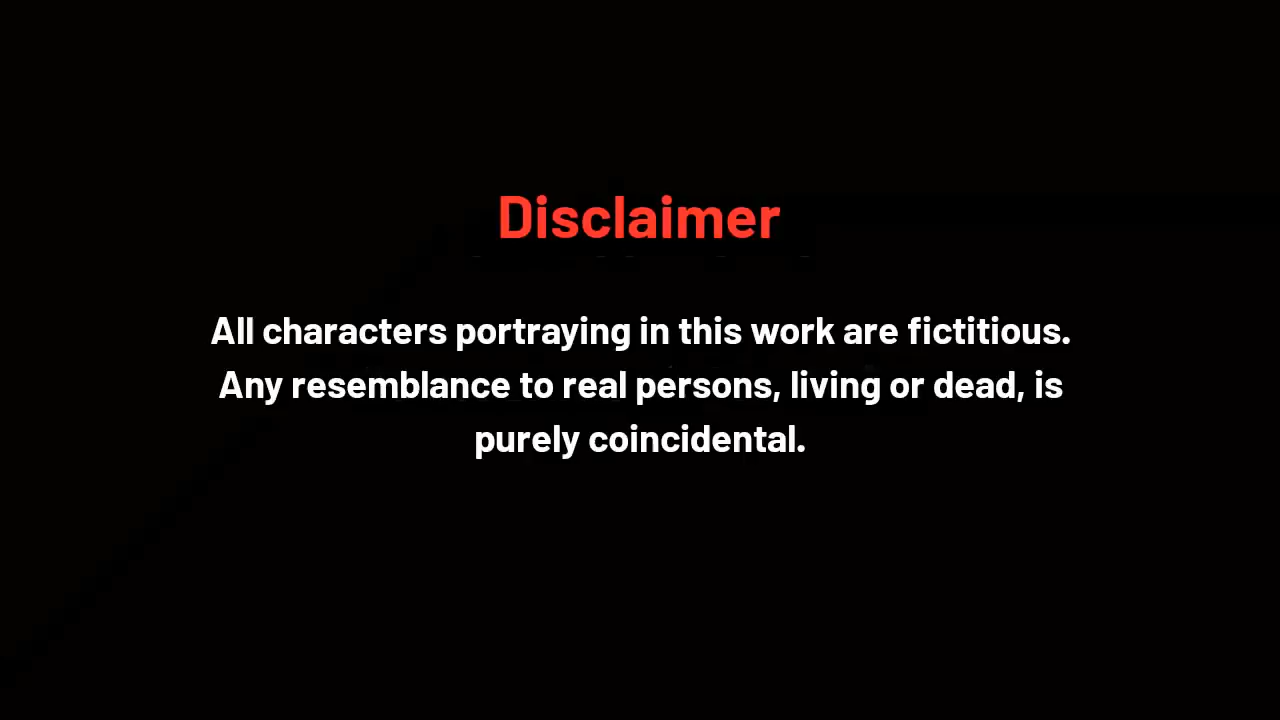 Disclaimer
All characters portraying in this work are fictitious.
Any resemblance to real persons, living or dead, is
purely coincidental.